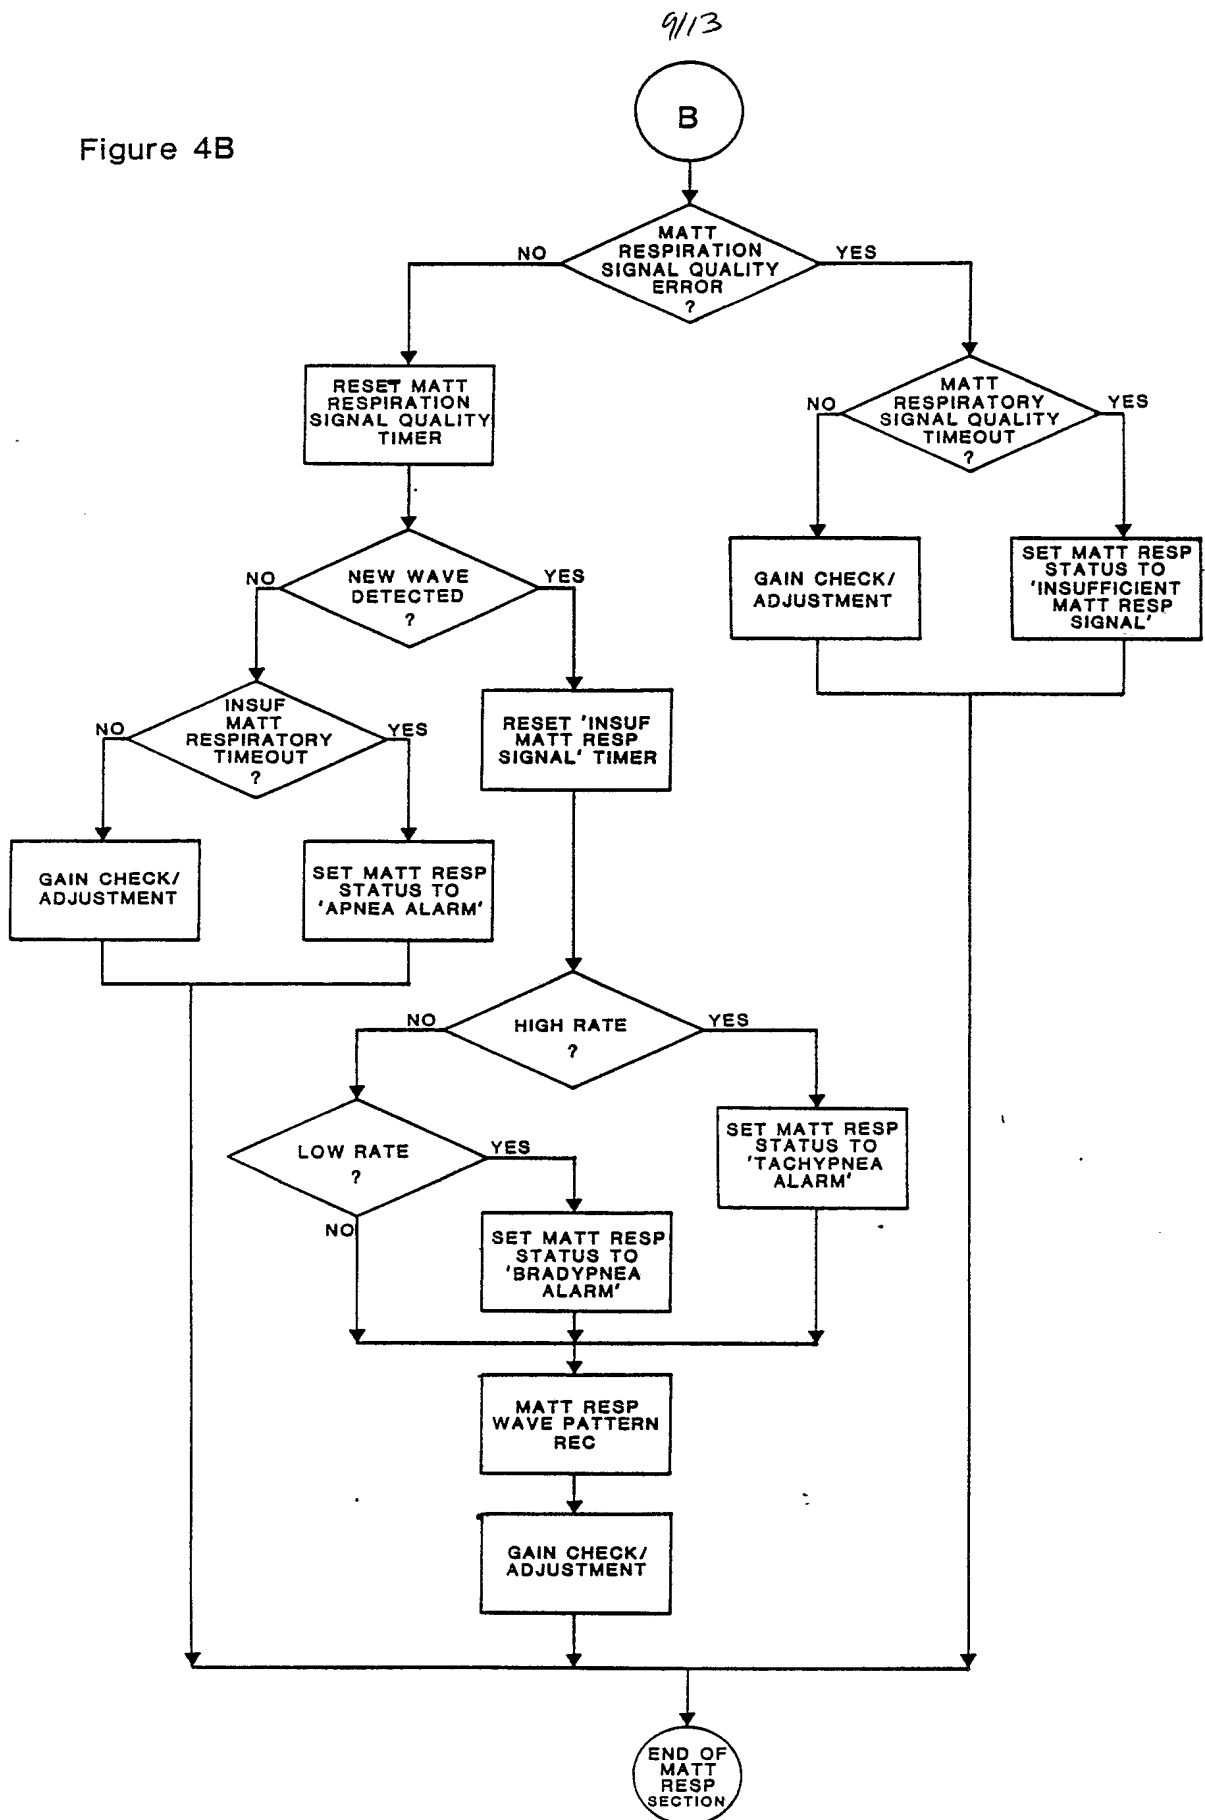 9/13
B
Figure 4B
MATT
RESPIRATION
SIGNAL QUALITY
ERROR
?
NO
YES
RESET MATT
RESPIRATION
SIGNAL QUALITY
TIMER
MATT
RESPIRATORY
SIGNAL QUALITY
TIMEOUT
?
NO
YES
GAIN CHECK/
ADJUSTMENT
SET MATT RESP
STATUS TO
'INSUFFICIENT
MATT RESP
SIGNAL'
NEW WAVE
DETECTED
?
NO
YES
INSUF
MATT
RESPIRATORY
TIMEOUT
?
NO
YES
RESET 'INSUF
MATT RESP
SIGNAL' TIMER
GAIN CHECK/
ADJUSTMENT
SET MATT RESP
STATUS TO
'APNEA ALARM'
HIGH RATE
?
NO
YES
LOW RATE
?
YES
NO
SET MATT RESP
STATUS TO
'TACHYPNEA
ALARM'
SET MATT RESP
STATUS TO
'BRADYPNEA
ALARM'
MATT RESP
WAVE PATTERN
REC
GAIN CHECK/
ADJUSTMENT
END OF
MATT
RESP
SECTION